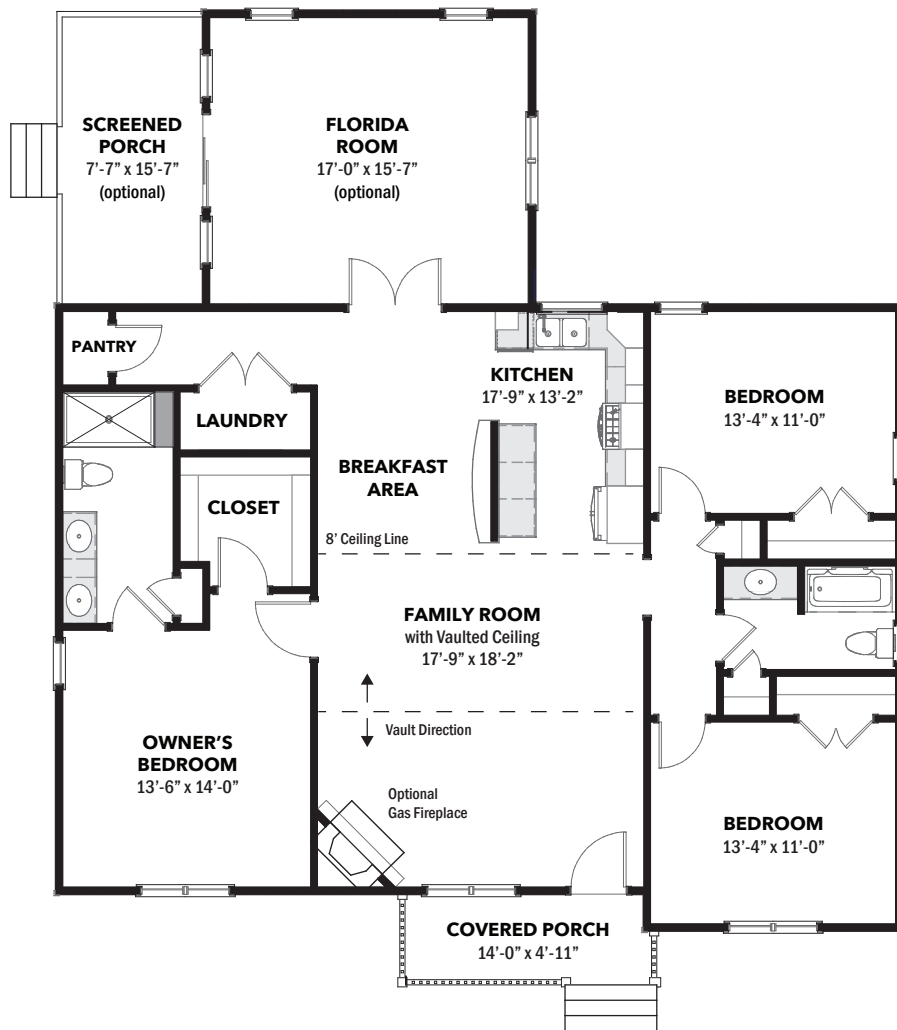 SCREENED
PORCH
7’-7” x 15’-7”
(optional)
FLORIDA
ROOM
17’-0” x 15’-7”
(optional)
PANTRY
LAUNDRY
CLOSET
KITCHEN
17’-9” x 13’-2”
BREAKFAST
AREA
8’ Ceiling Line
BEDROOM
13’-4” x 11’-0”
FAMILY ROOM
with Vaulted Ceiling
17’-9” x 18’-2”
Vault Direction
OWNER’S
BEDROOM
13’-6” x 14’-0”
Optional
Gas Fireplace
BEDROOM
13’-4” x 11’-0”
COVERED PORCH
14’-0” x 4’-11”